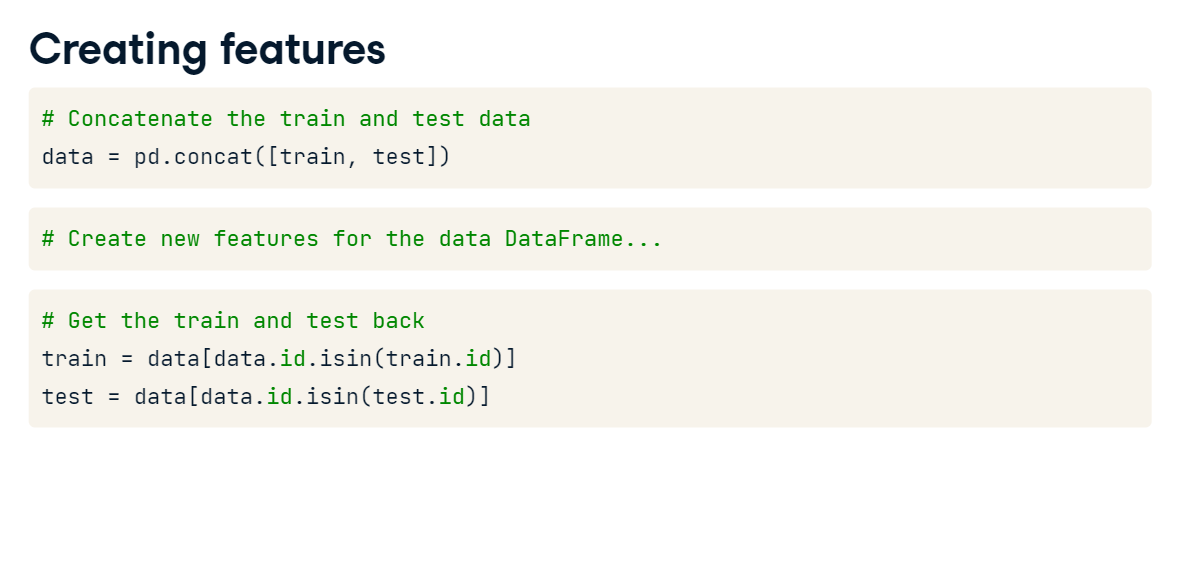 Creating features
# Concatenate the train and test data
data = pd.concat([train, test])
# Create new features for the data DataFrame...
# Get the train and test back
train = data[data.id.isin(train.id)]
test = data[data.id.isin(test.id)]